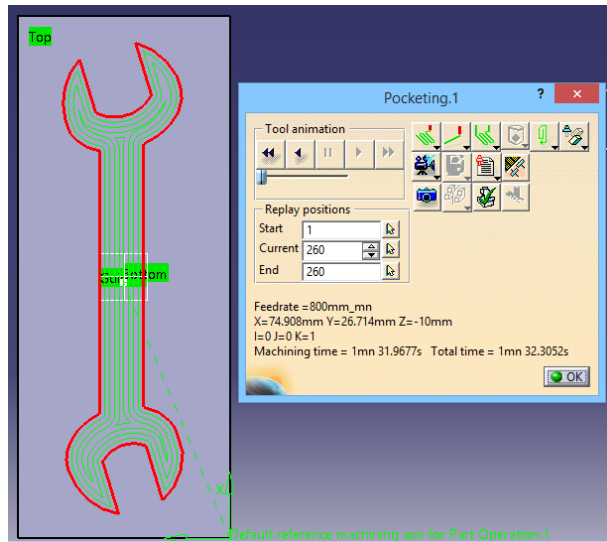 Top
Pocketing.1
?
Tool animation
Replay positions
Start 1
Current 260
End 260
Bottom
Feedrate =800mm_mn
X=74.908mm Y=26.714mm Z=-10mm
I=0 J=0 K=1
Machining time = 1mn 31.9677s Total time = 1mn 32.3052s
OK
Default reference machining axis for Part Operation.1